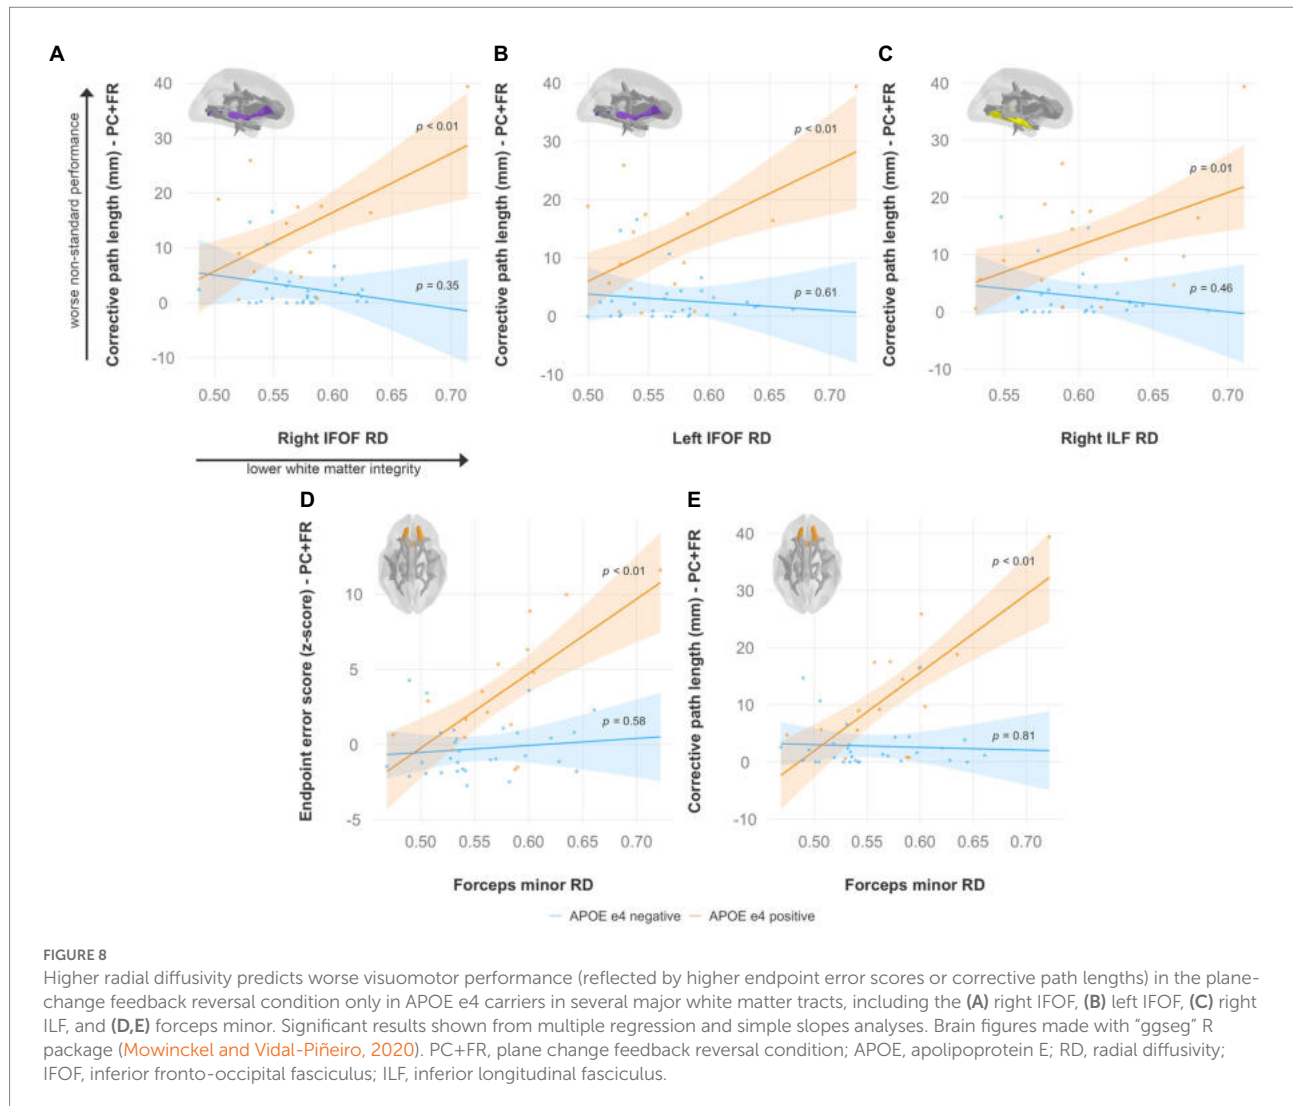 A
B
C
worse non-standard performance
Corrective path length (mm) - PC+FR
40
30
20
10
0
-10
p < 0.01
p = 0.35
0.50 0.55 0.60 0.65 0.70
Right IFOF RD
lower white matter integrity
Corrective path length (mm) - PC+FR
40
30
20
10
0
-10
p < 0.01
p = 0.61
0.50 0.55 0.60 0.65 0.70
Left IFOF RD
Corrective path length (mm) - PC+FR
40
30
20
10
0
-10
p = 0.01
p = 0.46
0.55 0.60 0.65 0.70
Right ILF RD
D
E
Endpoint error score (z-score) - PC+FR
10
5
0
-5
p < 0.01
p = 0.58
0.50 0.55 0.60 0.65 0.70
Forceps minor RD
Corrective path length (mm) - PC+FR
40
30
20
10
0
-10
p < 0.01
p = 0.81
0.50 0.55 0.60 0.65 0.70
Forceps minor RD
APOE e4 negative APOE e4 positive
FIGURE 8
Higher radial diffusivity predicts worse visuomotor performance (reflected by higher endpoint error scores or corrective path lengths) in the plane-
change feedback reversal condition only in APOE e4 carriers in several major white matter tracts, including the (A) right IFOF, (B) left IFOF, (C) right
ILF, and (D,E) forceps minor. Significant results shown from multiple regression and simple slopes analyses. Brain figures made with "ggseg" R
package (Mowinckel and Vidal-Piñeiro, 2020). PC+FR, plane change feedback reversal condition; APOE, apolipoprotein E; RD, radial diffusivity;
IFOF, inferior fronto-occipital fasciculus; ILF, inferior longitudinal fasciculus.